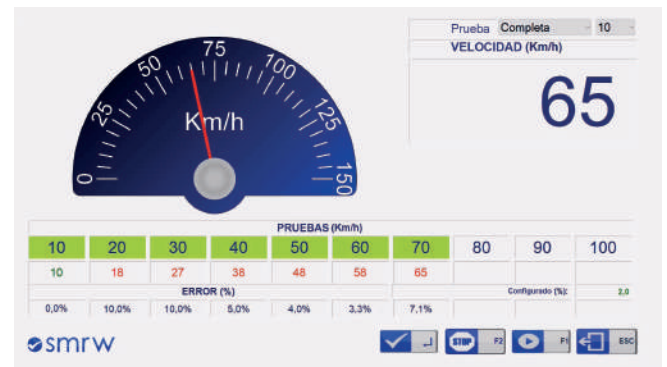 Prueba Completa 10
VELOCIDAD (Km/h)
65
0 25 50 75 100 125 150
Km/h
PRUEBAS (Km/h)
10 20 30 40 50 60 70 80 90 100
10 18 27 38 48 58 65
ERROR (%) Configurado (%): 2,0
0,0% 10,0% 10,0% 5,0% 4,0% 3,3% 7,1%
smrw
STOP F2 F1 ESC